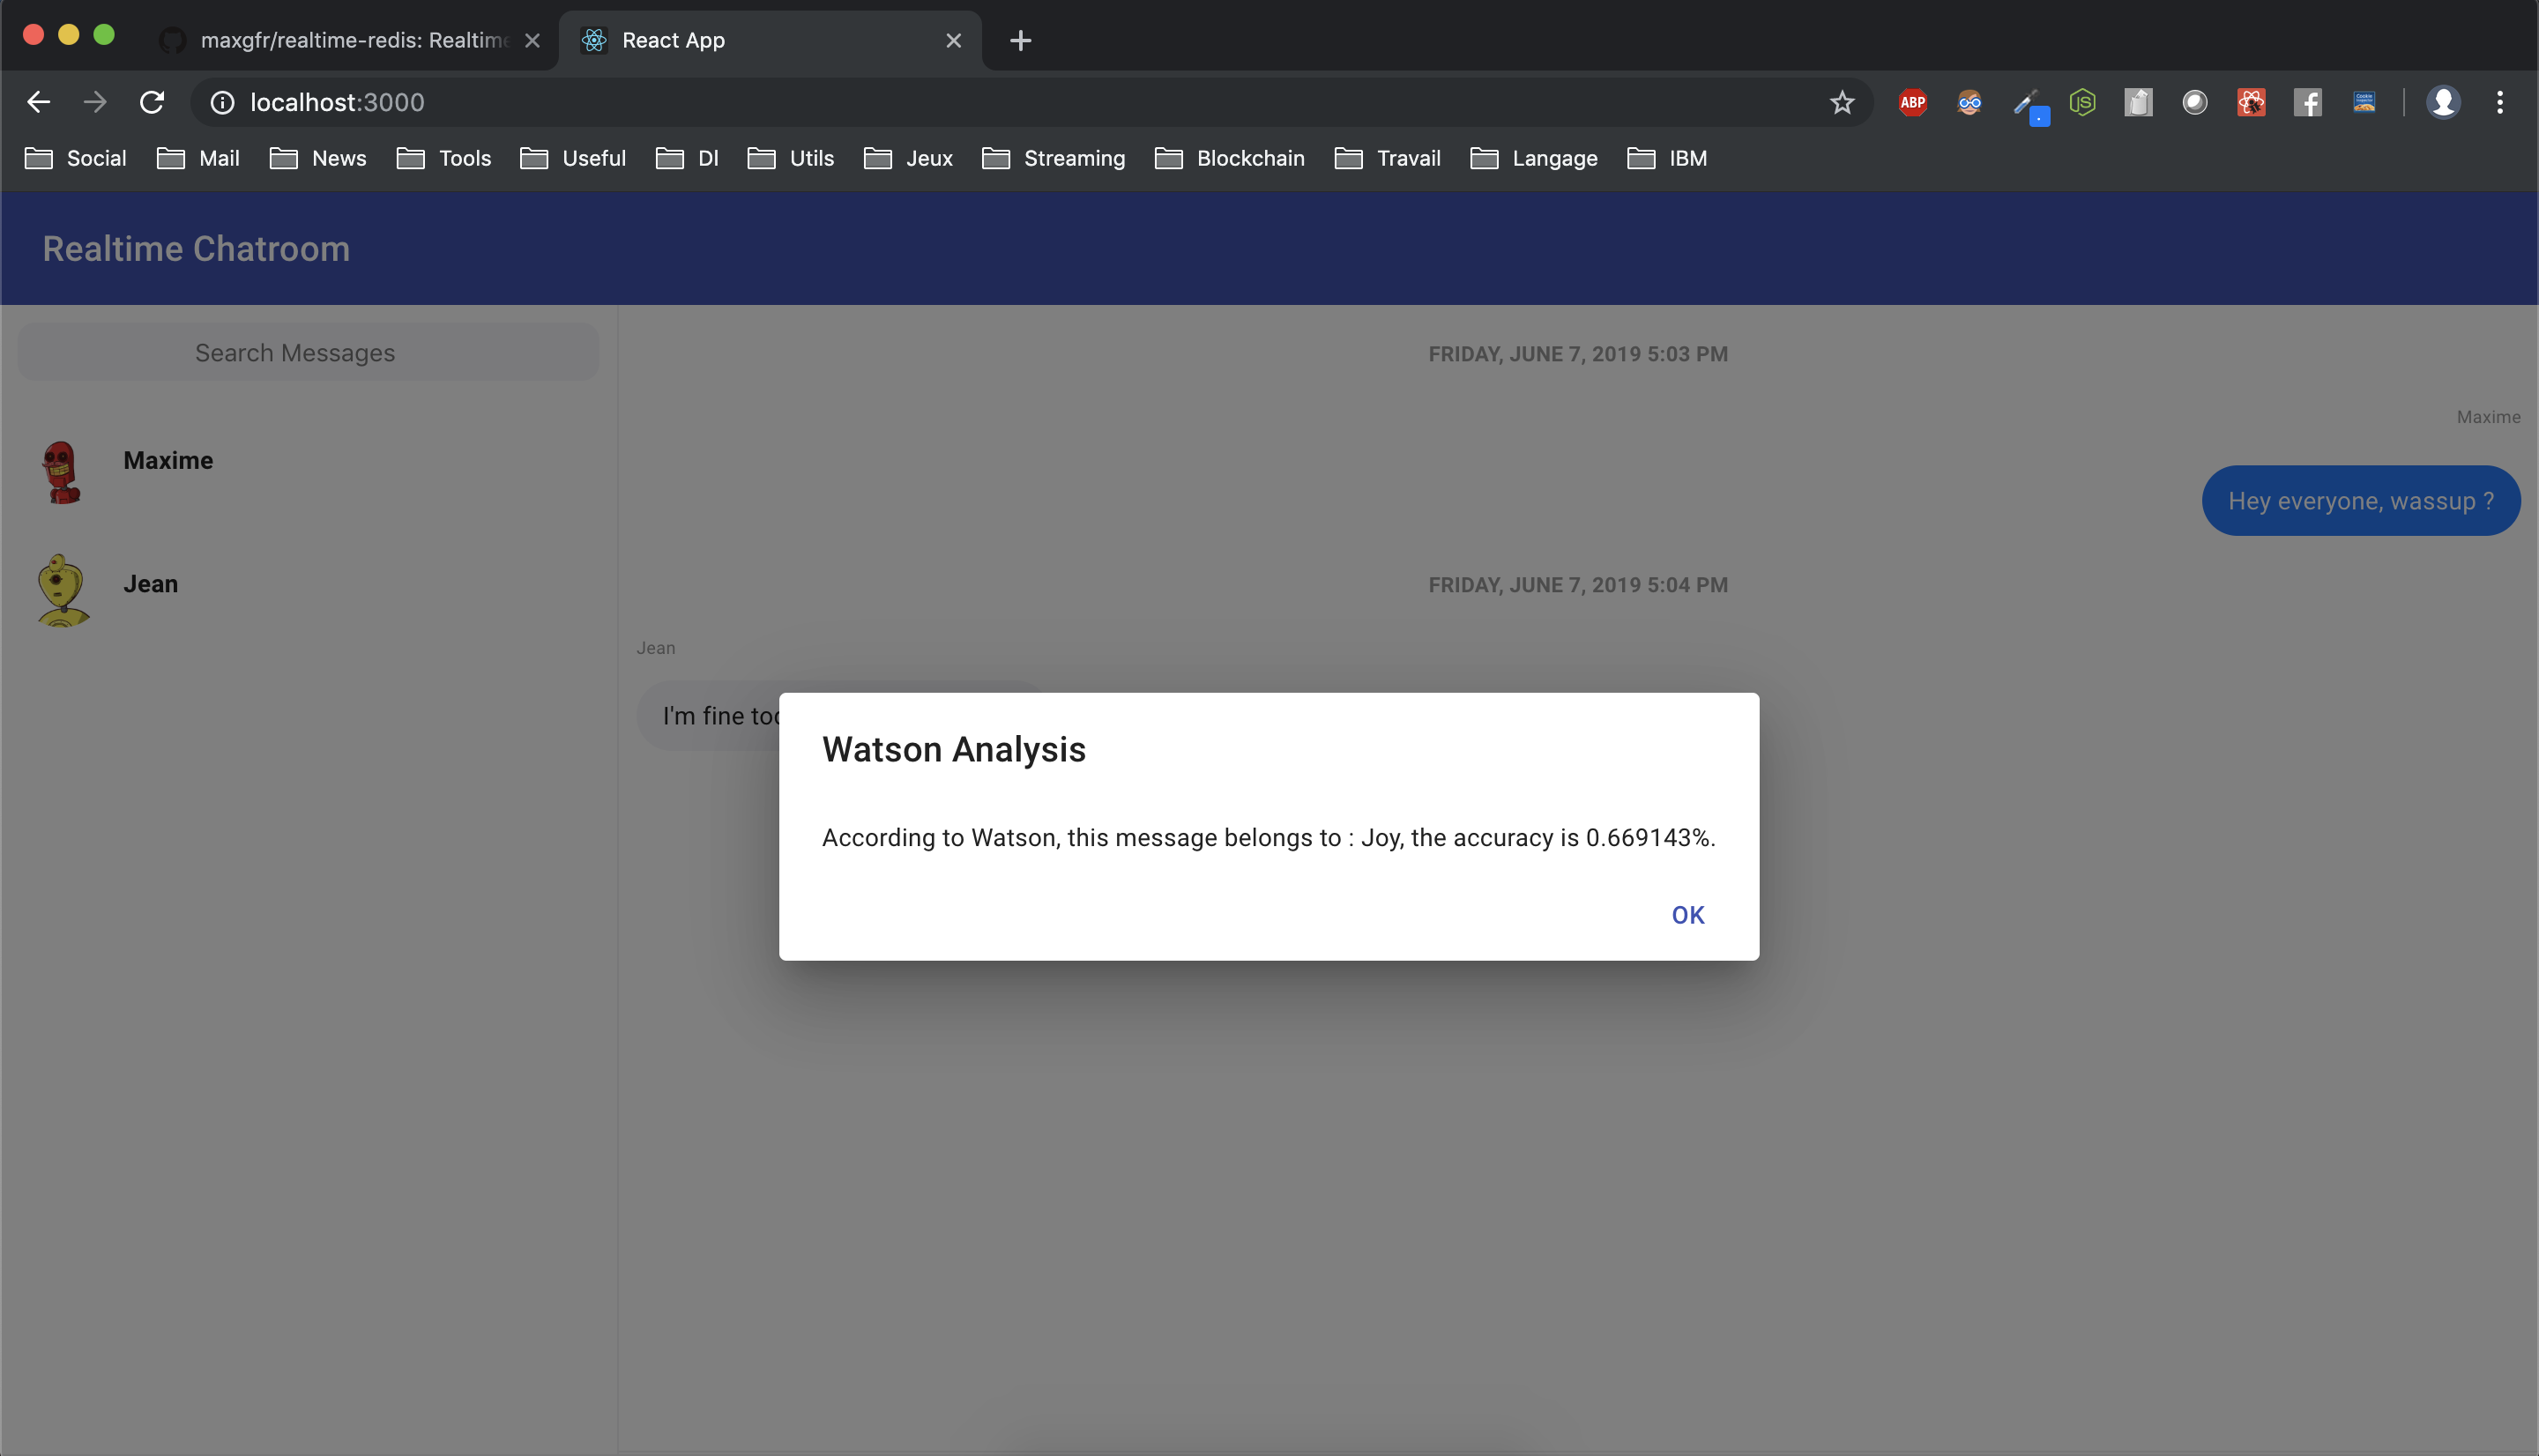 maxgfr/realtime-redis: Realtime
React App
localhost:3000
ABP
JS
Social Mail News Tools Useful DI Utils Jeux Streaming Blockchain Travail Langage IBM
Realtime Chatroom
Search Messages
Maxime
Jean
FRIDAY, JUNE 7, 2019 5:03 PM
Maxime
Hey everyone, wassup ?
FRIDAY, JUNE 7, 2019 5:04 PM
Jean
I'm fine
Watson Analysis
According to Watson, this message belongs to : Joy, the accuracy is 0.669143%.
OK